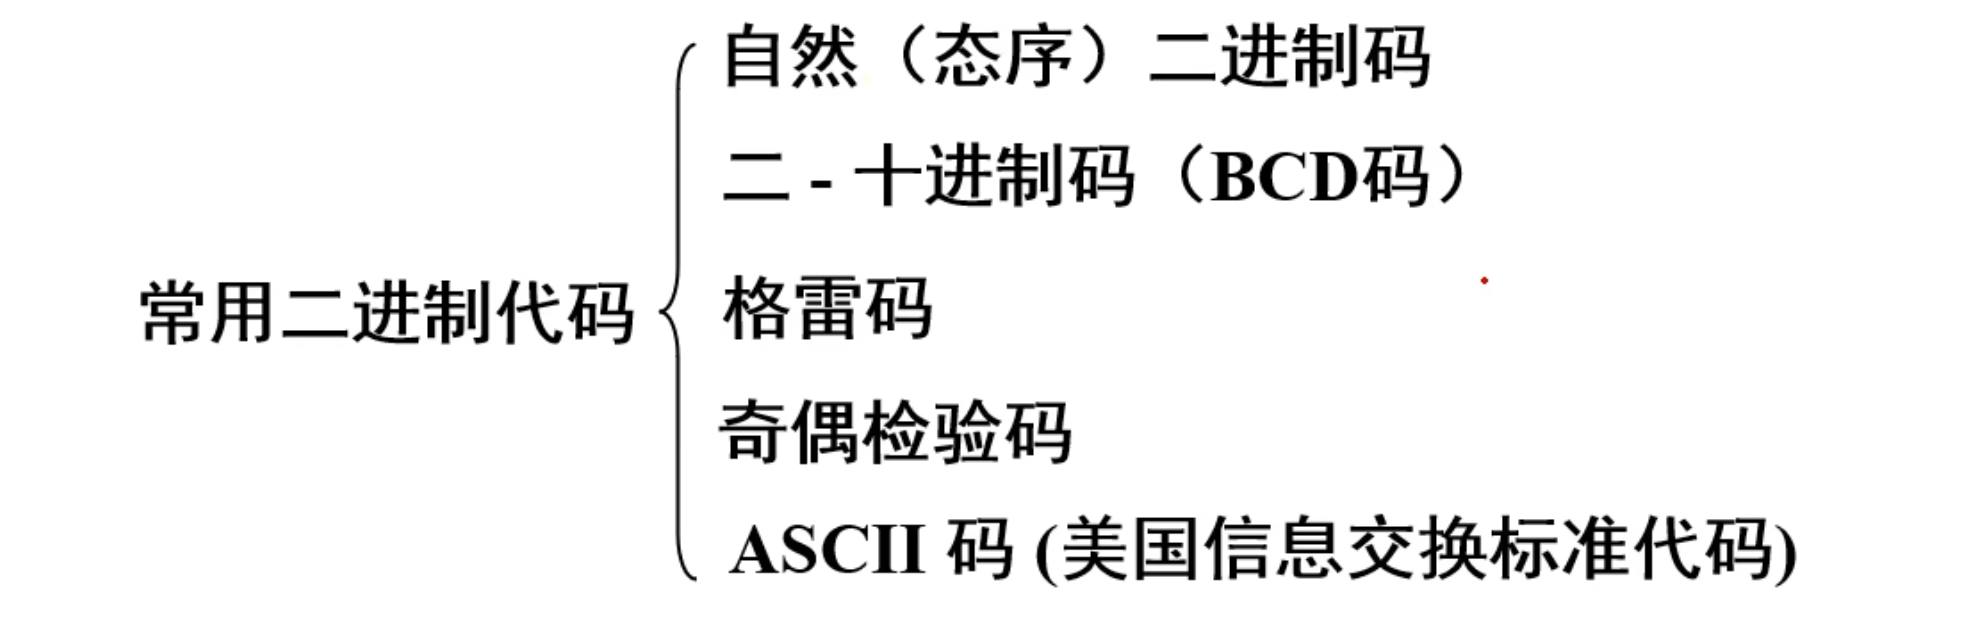 自然（态序）二进制码
二 - 十进制码（BCD码）
常用二进制代码
格雷码
奇偶检验码
ASCII 码 (美国信息交换标准代码)